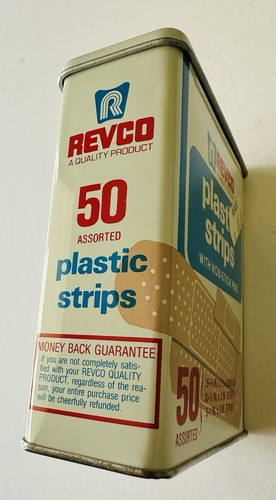 R
REVCO
A QUALITY PRODUCT
50
ASSORTED
plastic
strips
MONEY BACK GUARANTEE
If you are not completely satis-
fied with your REVCO QUALITY
PRODUCT, regardless of the rea-
son, your entire purchase price
will be cheerfully refunded.
REVCO
strips
WITH NON-STICK
50
ASSORTED